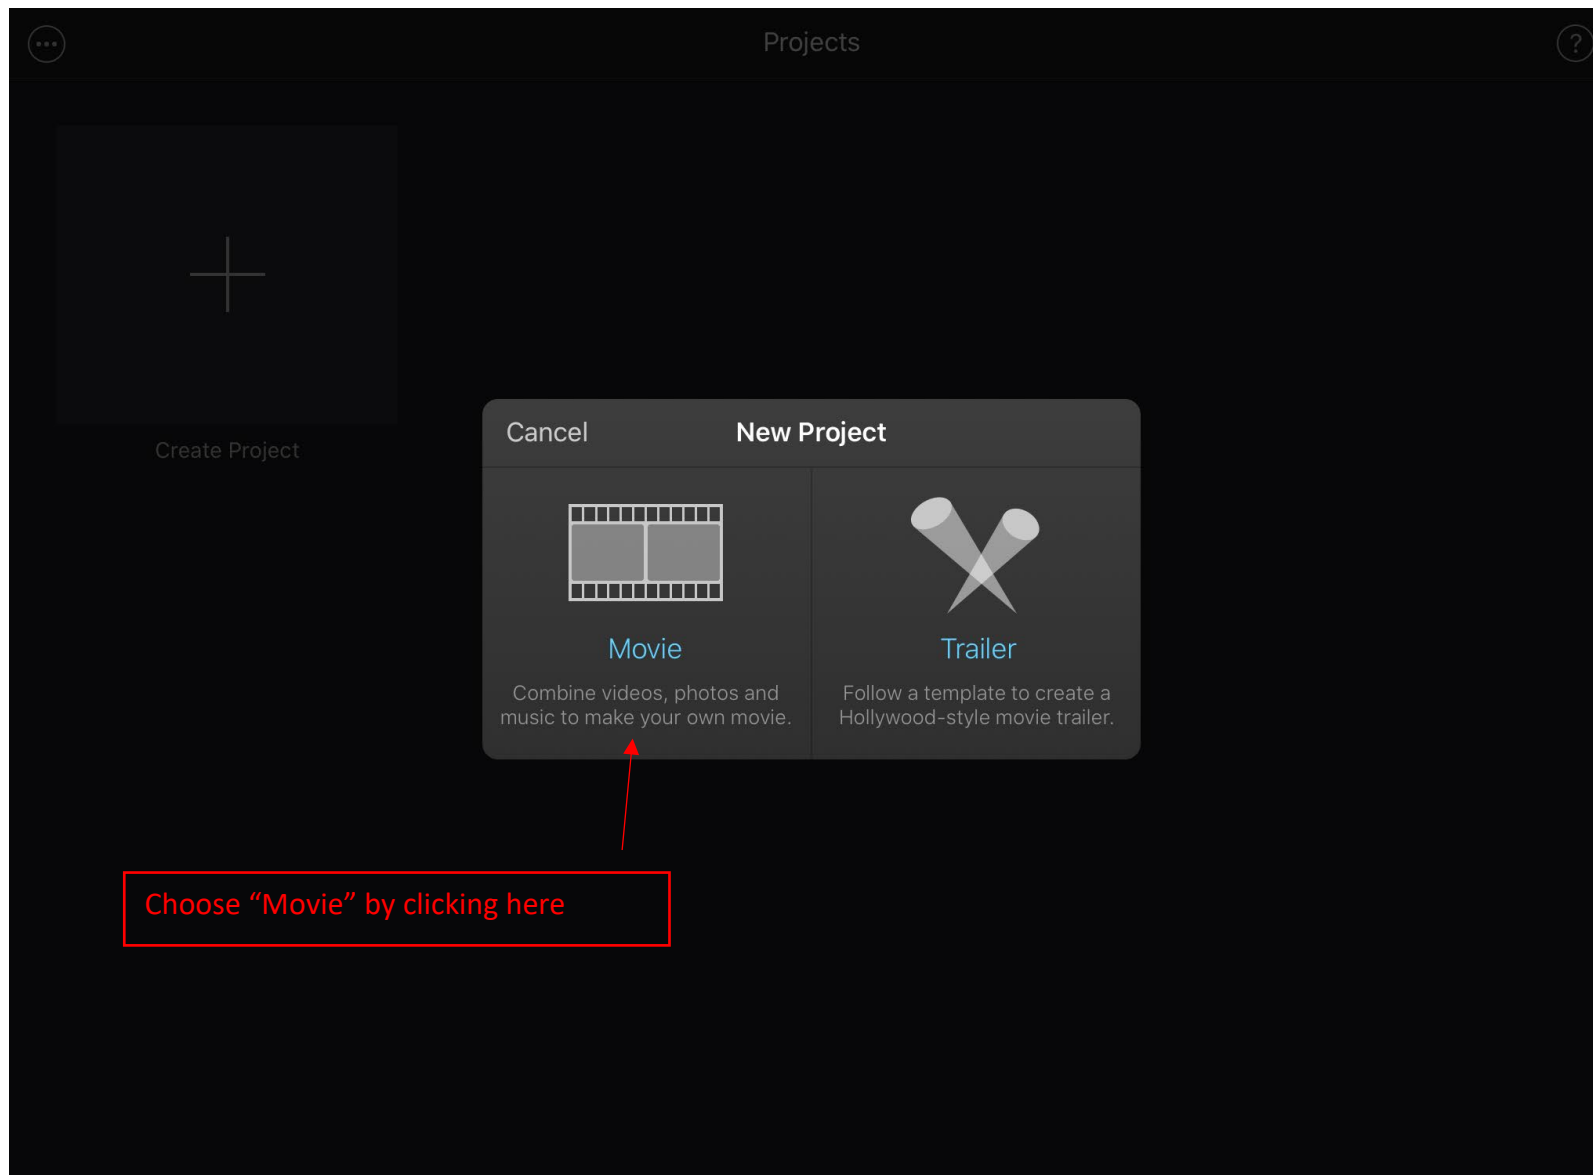 Projects
?
Create Project
Cancel
New Project
Movie
Combine videos, photos and
music to make your own movie.
Trailer
Follow a template to create a
Hollywood-style movie trailer.
Choose “Movie” by clicking here